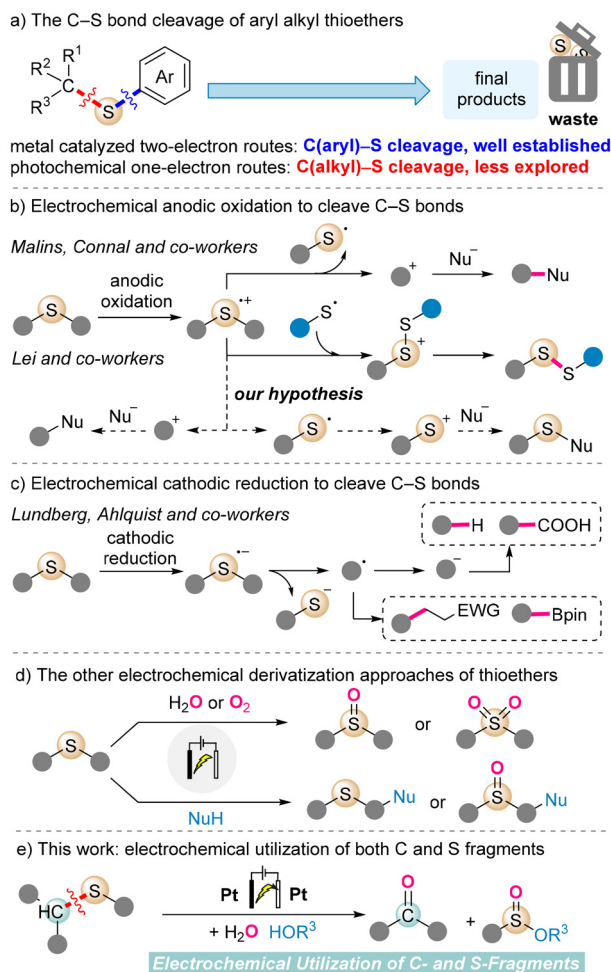 a) The C–S bond cleavage of aryl alkyl thioethers
R¹
R²
R³
C
S
Ar
final
products
S
S
waste
metal catalyzed two-electron routes: C(aryl)–S cleavage, well established
photochemical one-electron routes: C(alkyl)–S cleavage, less explored
b) Electrochemical anodic oxidation to cleave C–S bonds
Malins, Connal and co-workers
S•
+
Nu⁻
Nu
anodic
oxidation
S
S•+
S•
S
S+
S
S
Lei and co-workers
our hypothesis
Nu
Nu⁻
+
S•
S+
Nu⁻
S
Nu
c) Electrochemical cathodic reduction to cleave C–S bonds
Lundberg, Ahlquist and co-workers
H
COOH
cathodic
reduction
S
S•−
•
−
S−
EWG
Bpin
d) The other electrochemical derivatization approaches of thioethers
H₂O or O₂
S
O
S
or
O
O
S
NuH
S
Nu
or
O
S
Nu
e) This work: electrochemical utilization of both C and S fragments
HC
S
Pt
Pt
+ H₂O HOR³
O
C
+
O
S
OR³
Electrochemical Utilization of C- and S-Fragments